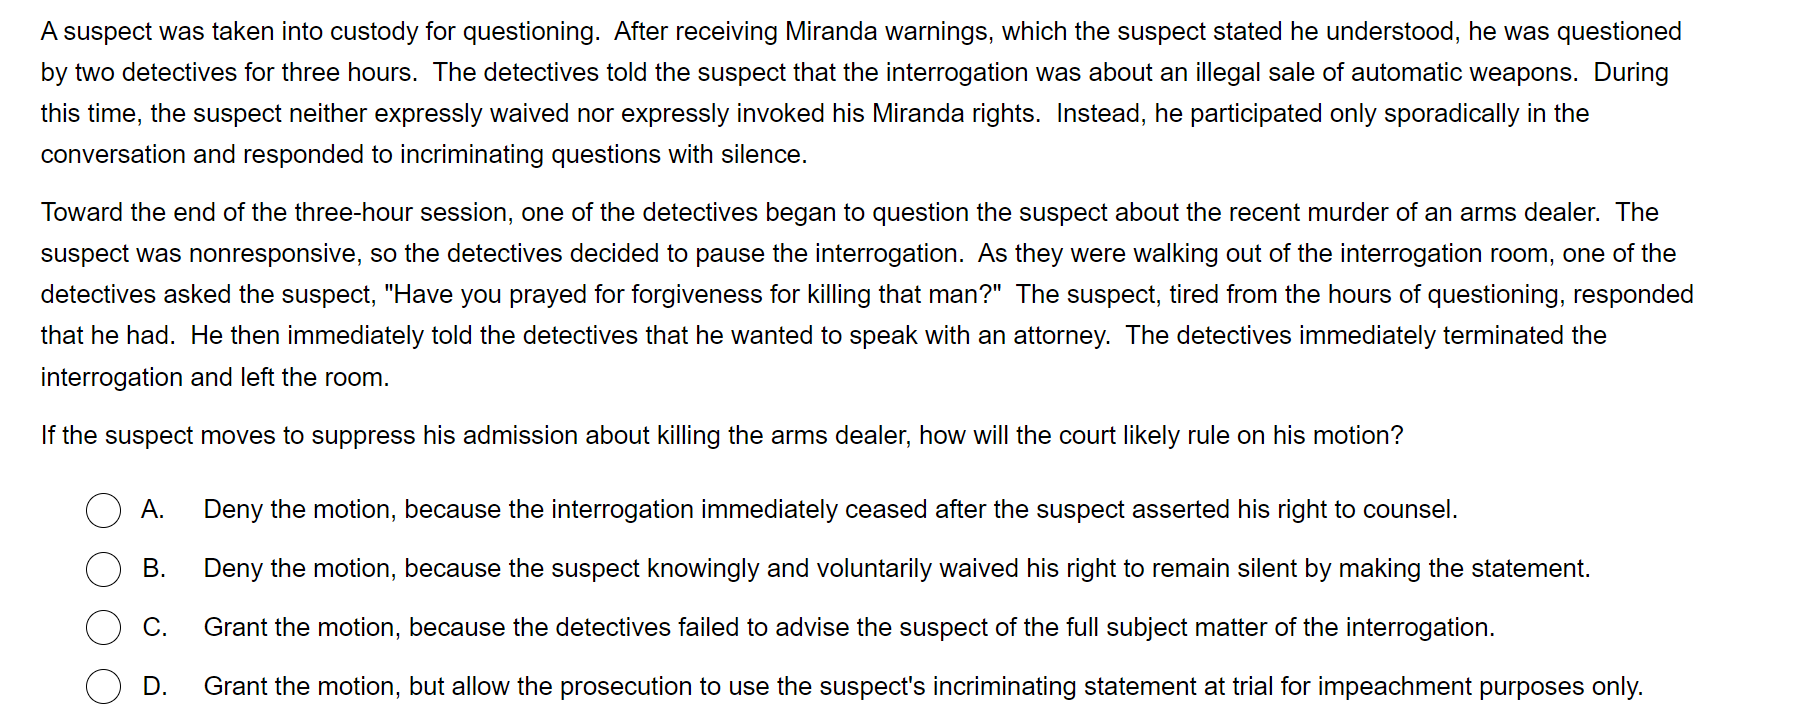 A suspect was taken into custody for questioning.  After receiving Miranda warnings, which the suspect stated he understood, he was questioned
by two detectives for three hours.  The detectives told the suspect that the interrogation was about an illegal sale of automatic weapons.  During
this time, the suspect neither expressly waived nor expressly invoked his Miranda rights.  Instead, he participated only sporadically in the
conversation and responded to incriminating questions with silence.
Toward the end of the three-hour session, one of the detectives began to question the suspect about the recent murder of an arms dealer.  The
suspect was nonresponsive, so the detectives decided to pause the interrogation.  As they were walking out of the interrogation room, one of the
detectives asked the suspect, "Have you prayed for forgiveness for killing that man?"  The suspect, tired from the hours of questioning, responded
that he had.  He then immediately told the detectives that he wanted to speak with an attorney.  The detectives immediately terminated the
interrogation and left the room.
If the suspect moves to suppress his admission about killing the arms dealer, how will the court likely rule on his motion?
A. Deny the motion, because the interrogation immediately ceased after the suspect asserted his right to counsel.
B. Deny the motion, because the suspect knowingly and voluntarily waived his right to remain silent by making the statement.
C. Grant the motion, because the detectives failed to advise the suspect of the full subject matter of the interrogation.
D. Grant the motion, but allow the prosecution to use the suspect's incriminating statement at trial for impeachment purposes only.